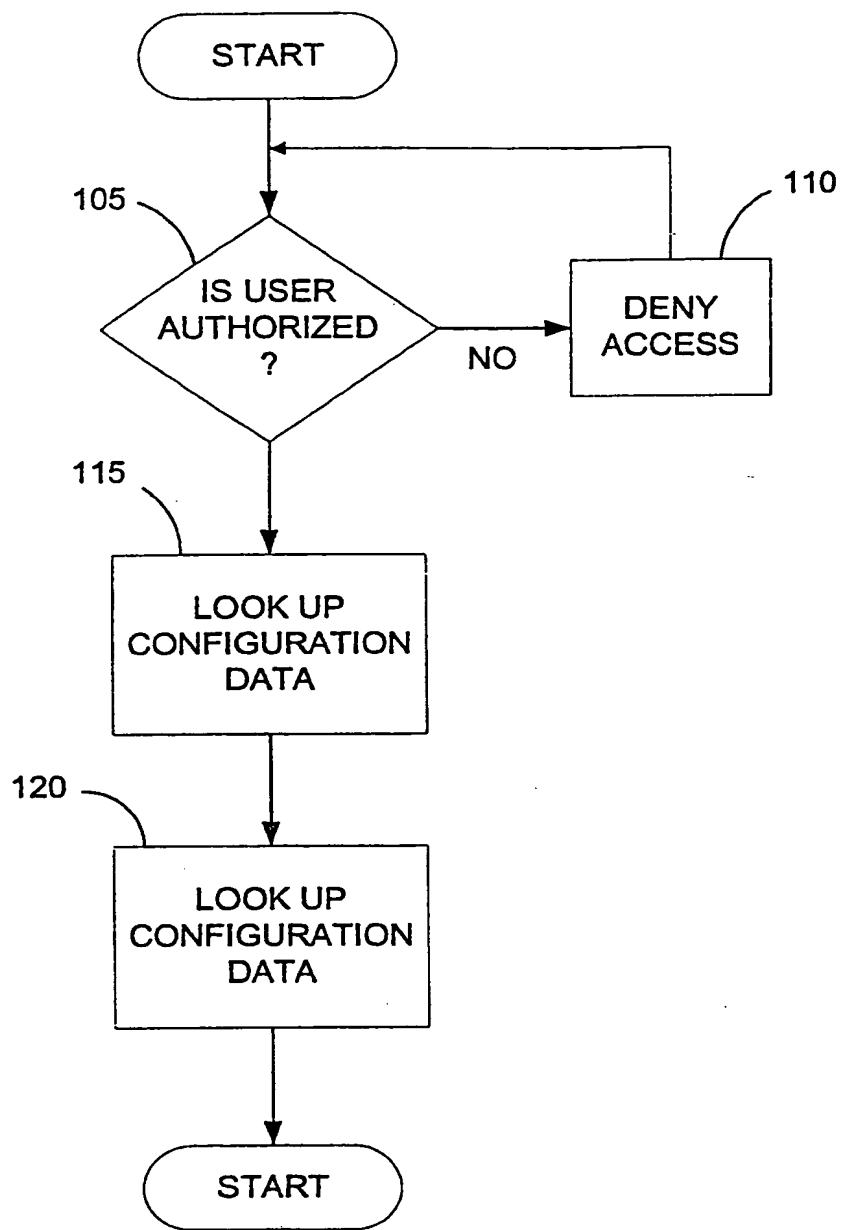 START
105
110
IS USER
AUTHORIZED
?
NO
DENY
ACCESS
115
LOOK UP
CONFIGURATION
DATA
120
LOOK UP
CONFIGURATION
DATA
START